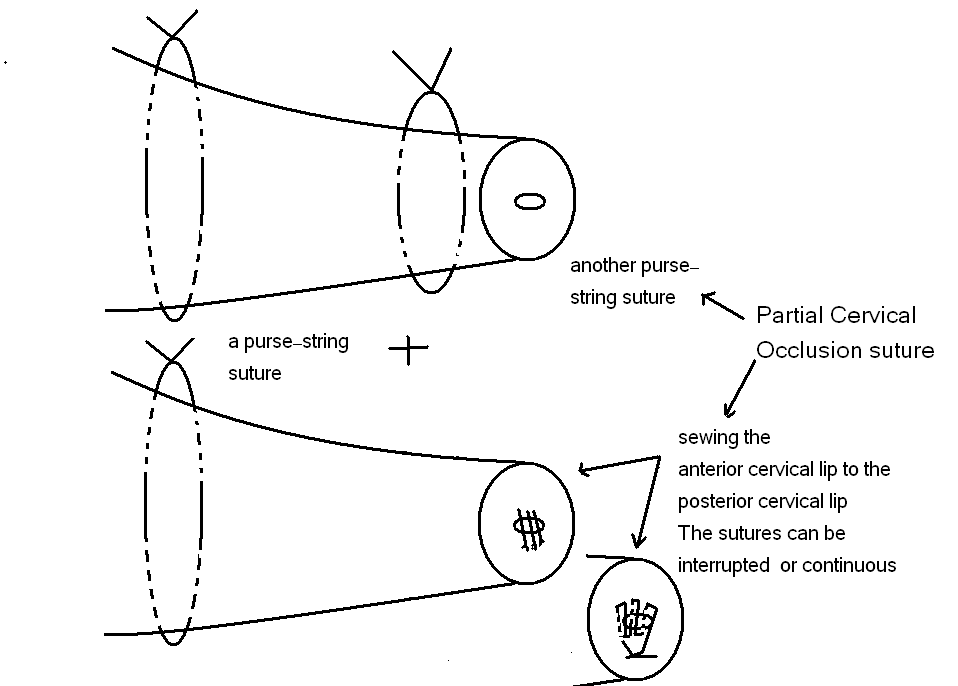 another purse–
string suture
Partial Cervical
Occlusion suture
a purse–string
suture
sewing the
anterior cervical lip to the
posterior cervical lip
The sutures can be
interrupted or continuous